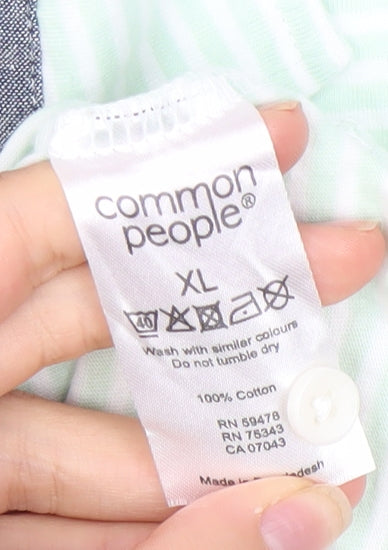 common
people®
XL
40
Wash with similar colours
Do not tumble dry
100% Cotton
RN 59478
RN 75343
CA 07043
Made in